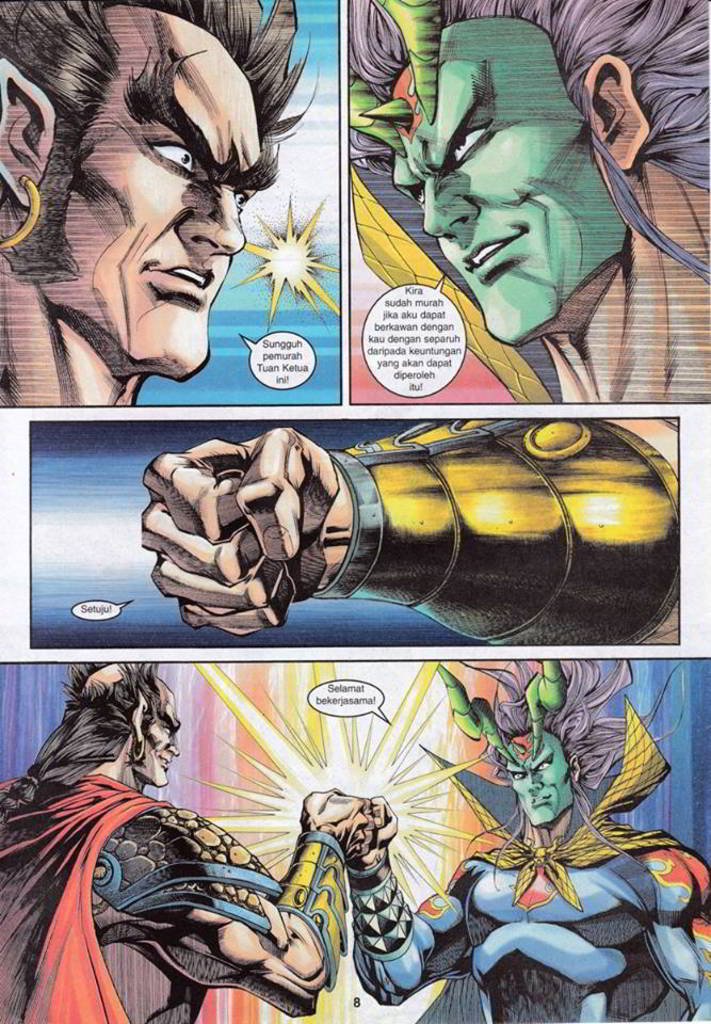 Sungguh
pemurah
Tuan Ketua
ini!
Kira
sudah murah
jika aku dapat
berkawan dengan
kau dengan separuh
daripada keuntungan
yang akan dapat
diperoleh
itu!
Setuju!
Selamat
bekerjasama!
8